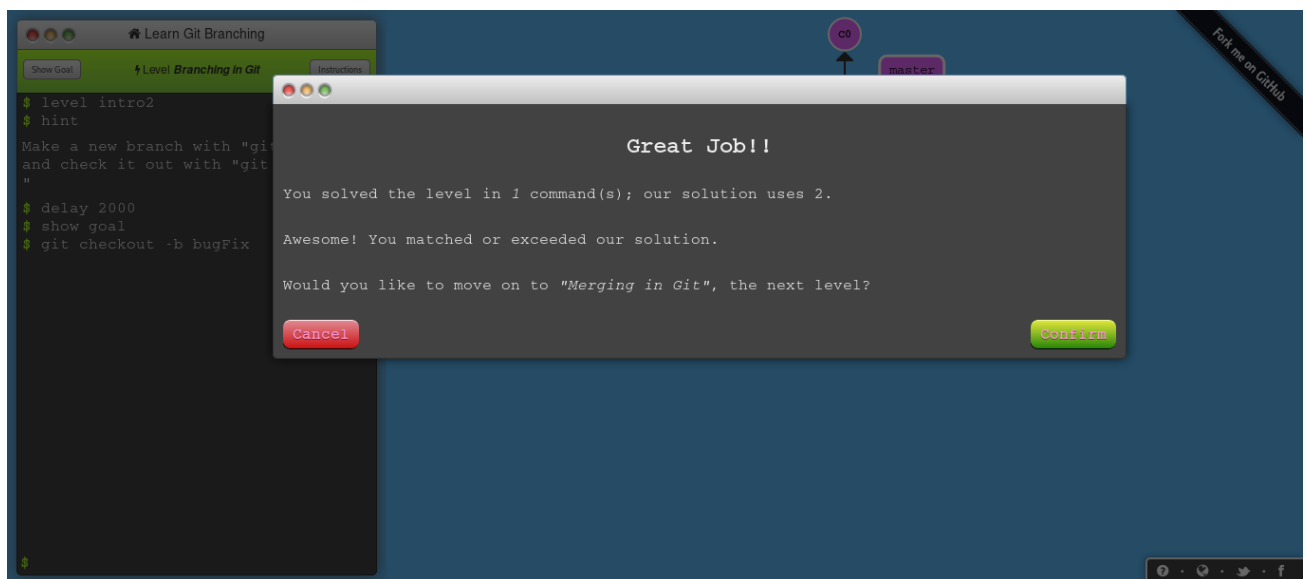 Learn Git Branching
Show Goal
Level Branching in Git
Instructions
$ level intro2
$ hint
Make a new branch with "git
and check it out with "git
"
$ delay 2000
$ show goal
$ git checkout -b bugFix
$
c0
master
Fork me on GitHub
Great Job!!
You solved the level in 1 command(s); our solution uses 2.
Awesome! You matched or exceeded our solution.
Would you like to move on to "Merging in Git", the next level?
Cancel
Confirm